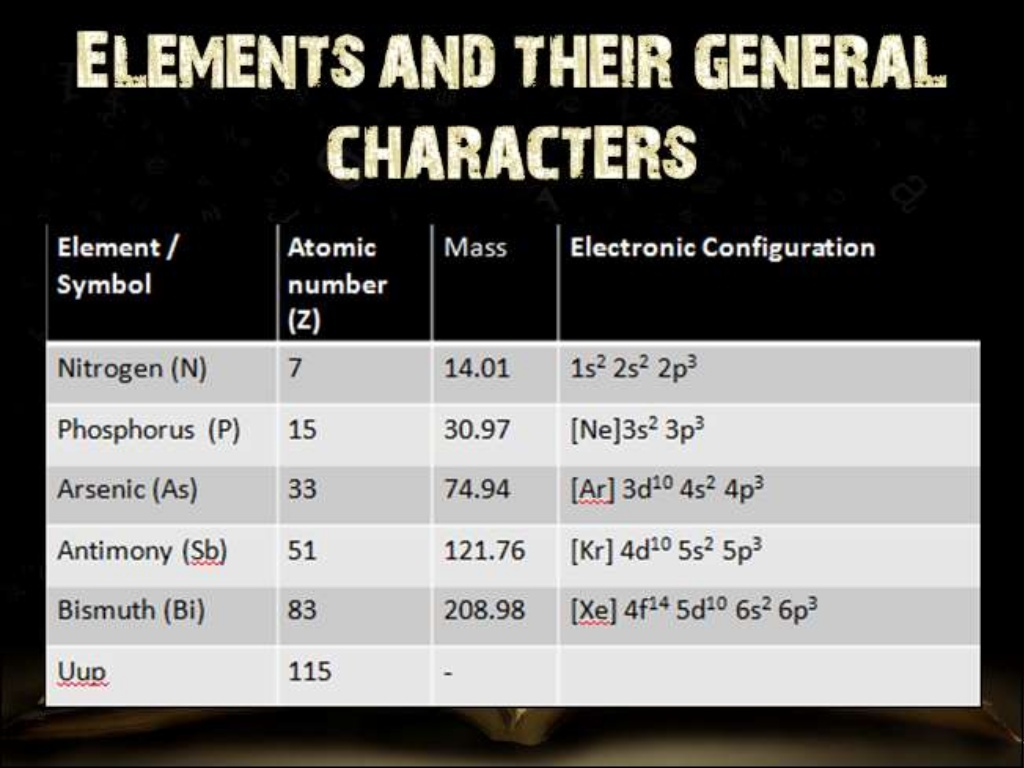 ELEMENTS AND THEIR GENERAL
CHARACTERS
Element / Atomic Mass Electronic Configuration
Symbol number
(Z)
Nitrogen (N) 7 14.01 1s² 2s² 2p³
Phosphorus (P) 15 30.97 [Ne]3s² 3p³
Arsenic (As) 33 74.94 [Ar] 3d¹⁰ 4s² 4p³
Antimony (Sb) 51 121.76 [Kr] 4d¹⁰ 5s² 5p³
Bismuth (Bi) 83 208.98 [Xe] 4f¹⁴ 5d¹⁰ 6s² 6p³
Uup 115 -